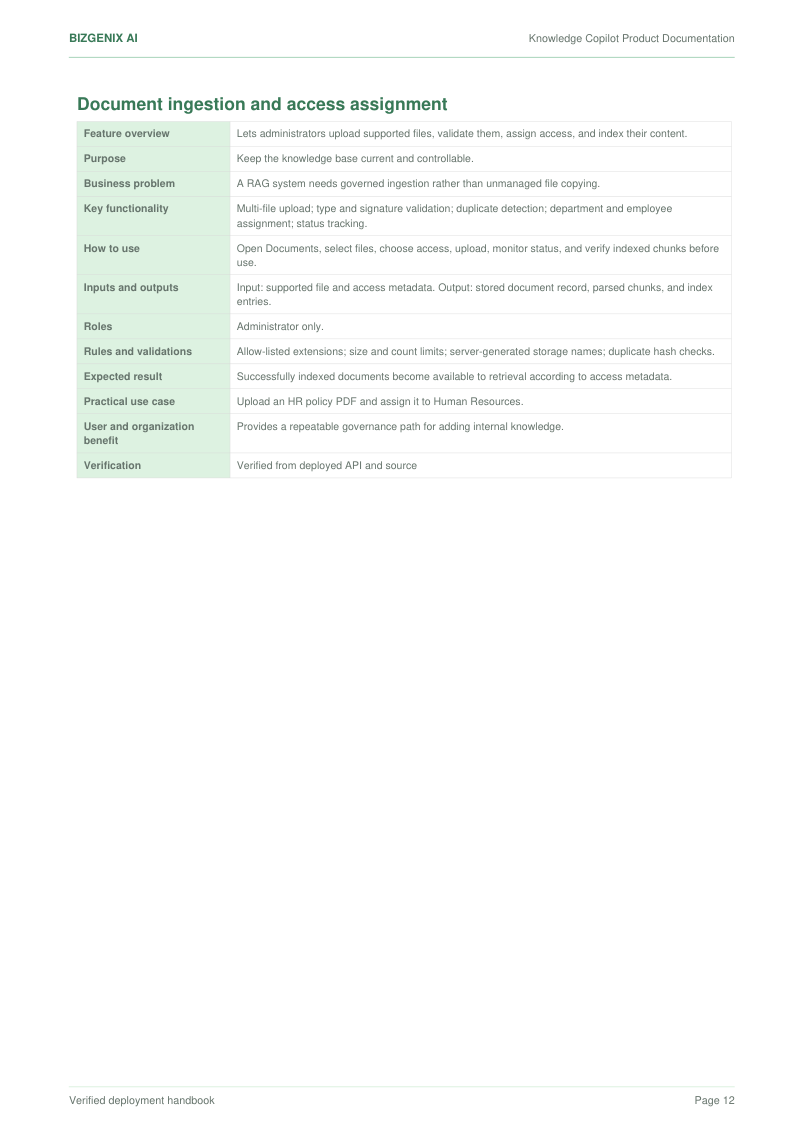 BIZGENIX AI
Knowledge Copilot Product Documentation
Document ingestion and access assignment
Feature overview
Lets administrators upload supported files, validate them, assign access, and index their content.
Purpose
Keep the knowledge base current and controllable.
Business problem
A RAG system needs governed ingestion rather than unmanaged file copying.
Key functionality
Multi-file upload; type and signature validation; duplicate detection; department and employee
assignment; status tracking.
How to use
Open Documents, select files, choose access, upload, monitor status, and verify indexed chunks before
use.
Inputs and outputs
Input: supported file and access metadata. Output: stored document record, parsed chunks, and index
entries.
Roles
Administrator only.
Rules and validations
Allow-listed extensions; size and count limits; server-generated storage names; duplicate hash checks.
Expected result
Successfully indexed documents become available to retrieval according to access metadata.
Practical use case
Upload an HR policy PDF and assign it to Human Resources.
User and organization
benefit
Provides a repeatable governance path for adding internal knowledge.
Verification
Verified from deployed API and source
Verified deployment handbook
Page 12